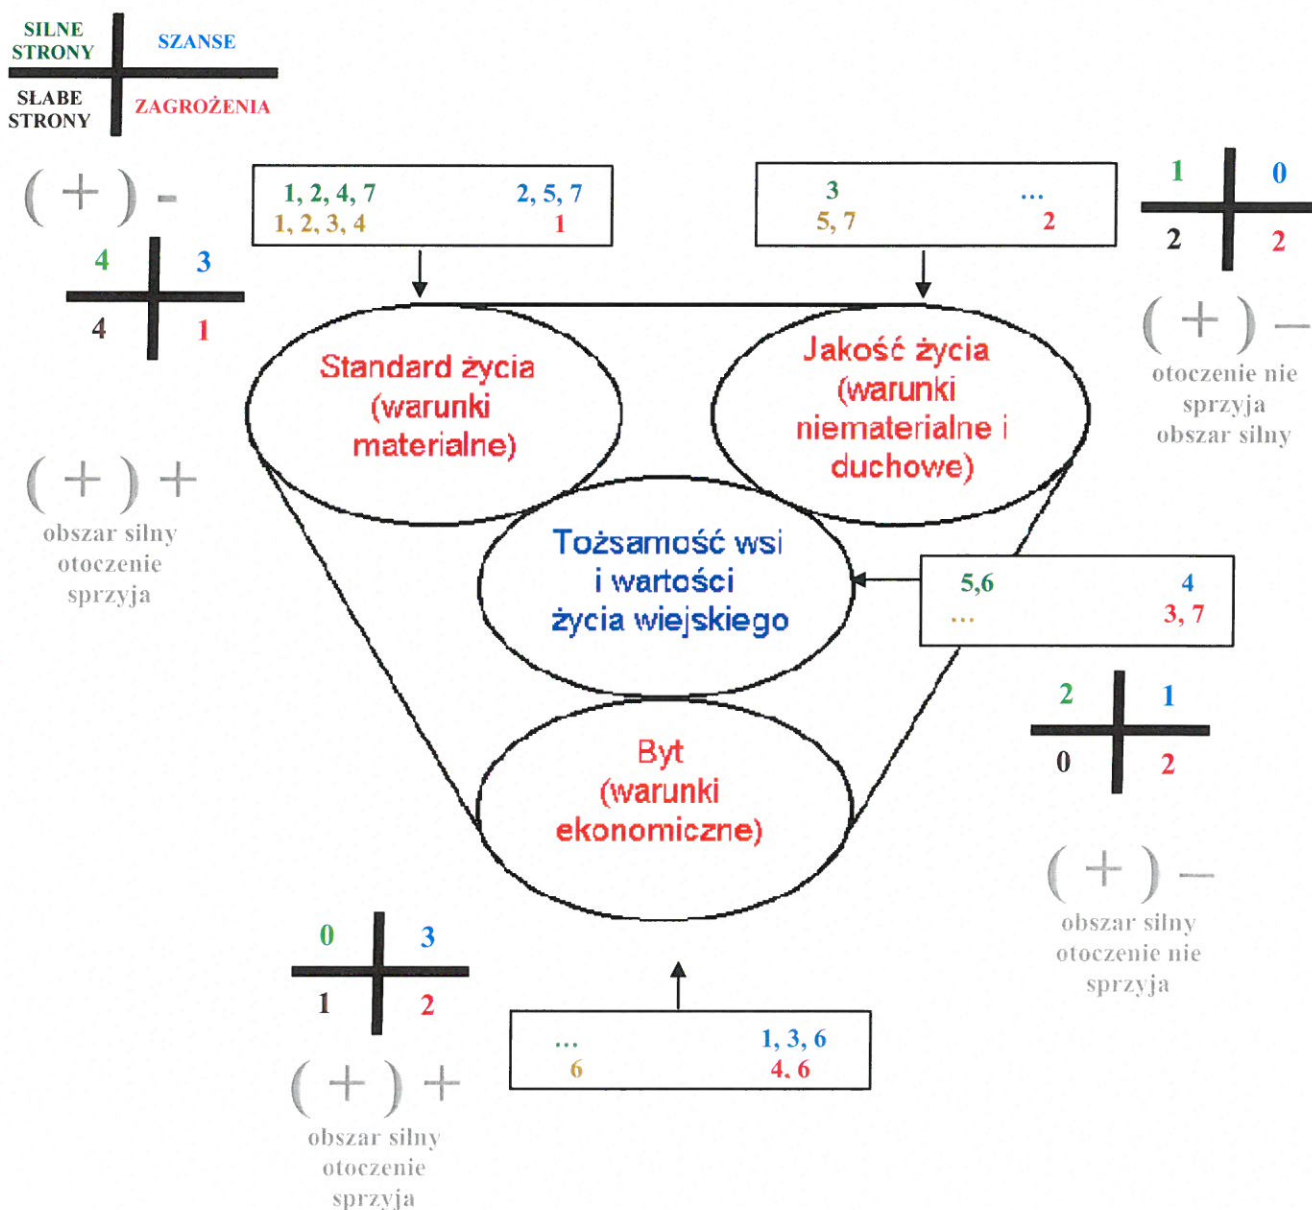 SILNE
STRONY
SZANSE
SŁABE
STRONY
ZAGROŻENIA
( + ) -
4 3
4 1
1, 2, 4, 7 2, 5, 7
1, 2, 3, 4 1
3 ...
5, 7 2
1 0
2 2
( + ) –
otoczenie nie
sprzyja
obszar silny
Standard życia
(warunki
materialne)
Jakość życia
(warunki
niematerialne i
duchowe)
( + ) +
obszar silny
otoczenie
sprzyja
Tożsamość wsi
i wartości
życia wiejskiego
5,6 4
... 3, 7
2 1
0 2
( + ) –
obszar silny
otoczenie nie
sprzyja
Byt
(warunki
ekonomiczne)
0 3
1 2
( + ) +
obszar silny
otoczenie
sprzyja
... 1, 3, 6
6 4, 6